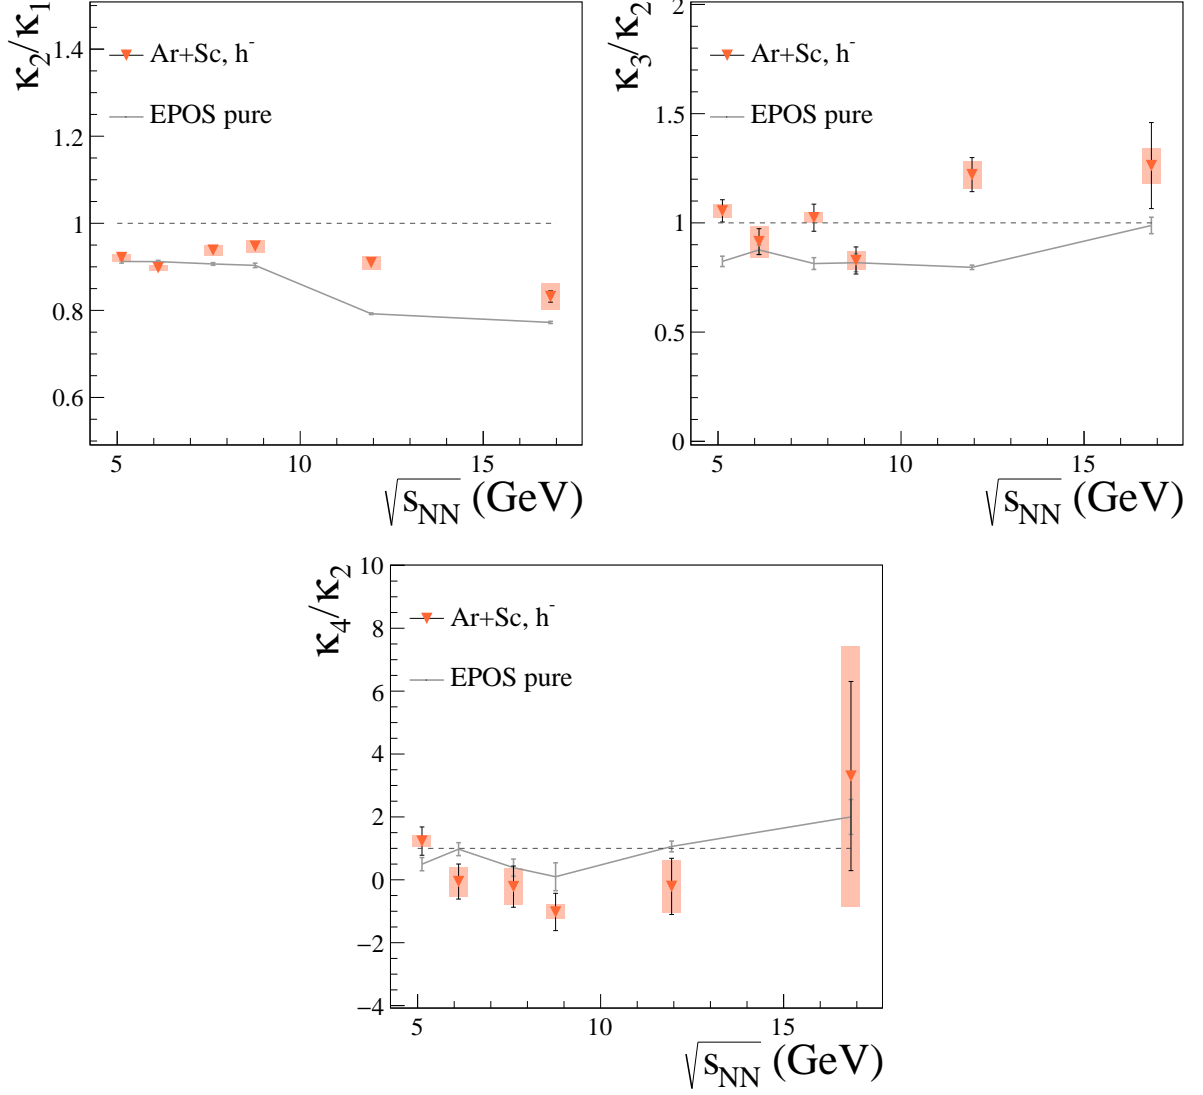 κ₂/κ₁
1.4
1.2
1
0.8
0.6
Ar+Sc, h⁻
EPOS pure
5 10 15
√sNN (GeV)
κ₃/κ₂
2
1.5
1
0.5
0
Ar+Sc, h⁻
EPOS pure
5 10 15
√sNN (GeV)
κ₄/κ₂
10
8
6
4
2
0
−2
−4
Ar+Sc, h⁻
EPOS pure
5 10 15
√sNN (GeV)